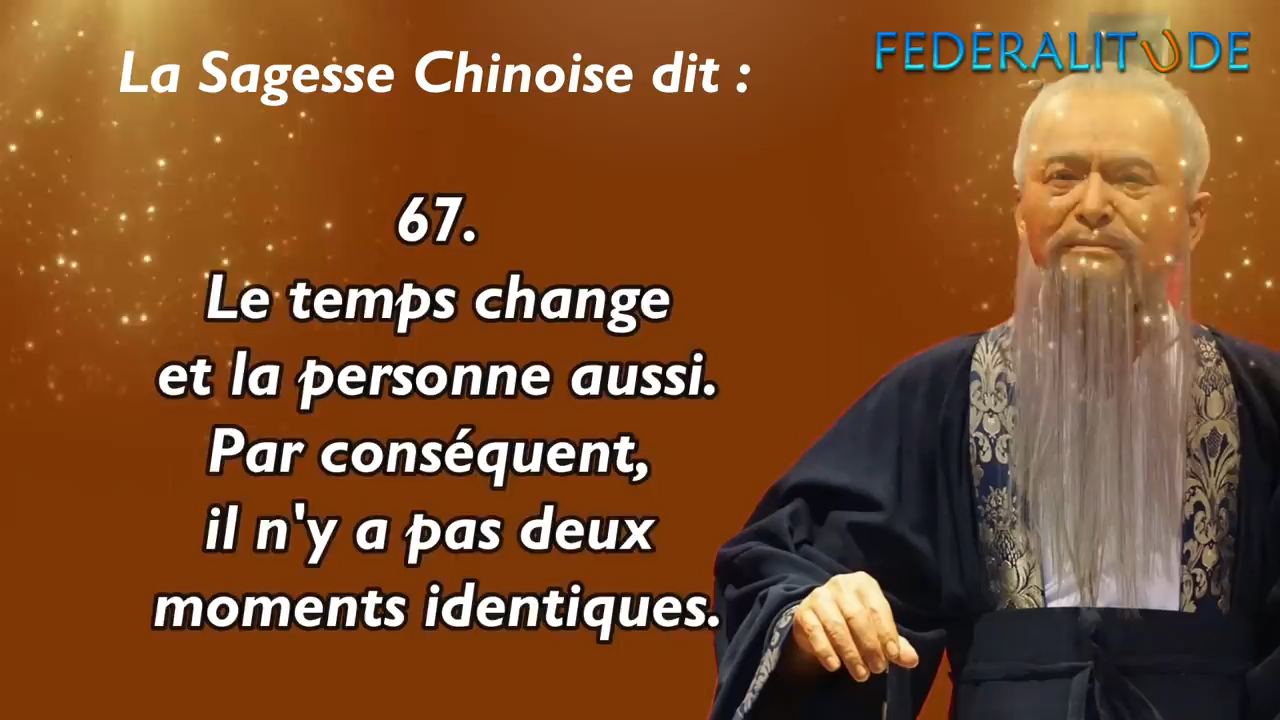 La Sagesse Chinoise dit :
FEDERALITUDE
67.
Le temps change
et la personne aussi.
Par conséquent,
il n'y a pas deux
moments identiques.